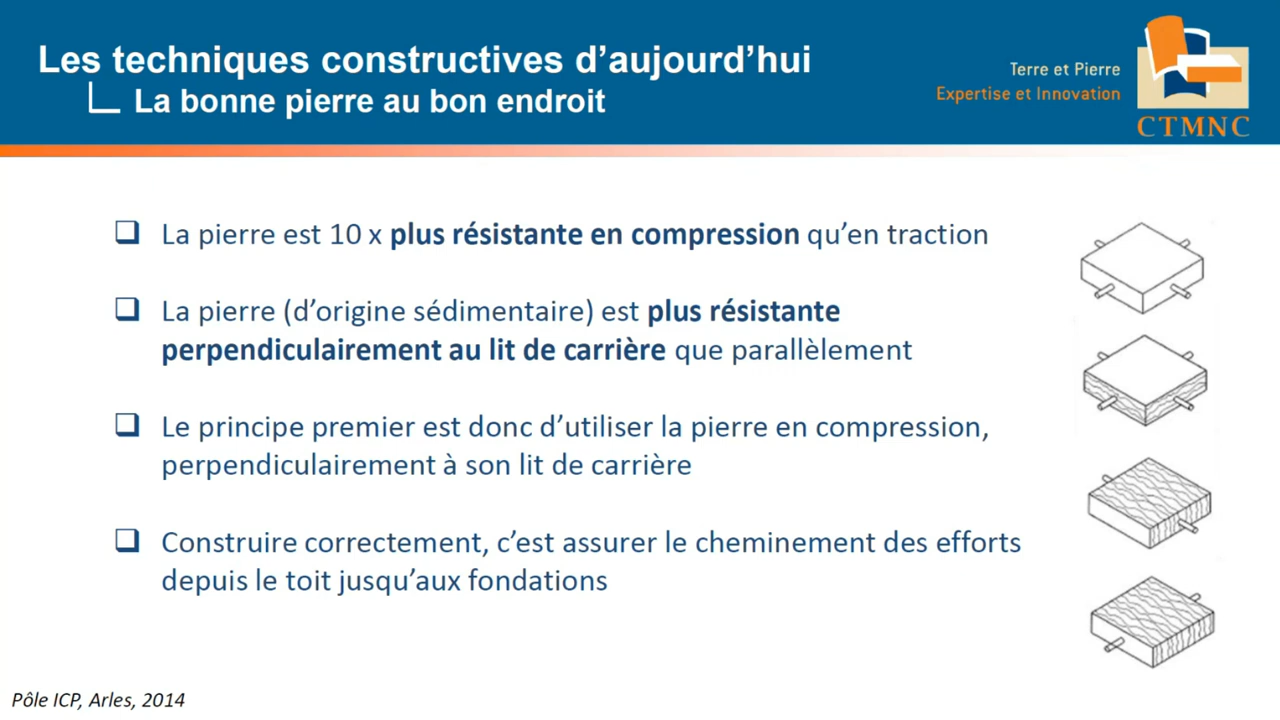 Les techniques constructives d’aujourd’hui
La bonne pierre au bon endroit
Terre et Pierre
Expertise et Innovation
CTMNC
La pierre est 10 x plus résistante en compression qu’en traction
La pierre (d’origine sédimentaire) est plus résistante
perpendiculairement au lit de carrière que parallèlement
Le principe premier est donc d’utiliser la pierre en compression,
perpendiculairement à son lit de carrière
Construire correctement, c’est assurer le cheminement des efforts
depuis le toit jusqu’aux fondations
Pôle ICP, Arles, 2014